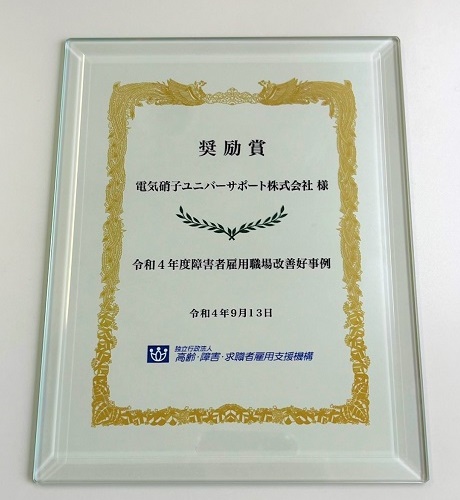 奨励賞
電気硝子ユニバーサポート株式会社 様
令和４年度障害者雇用職場改善好事例
令和４年９月１３日
独立行政法人
高齢・障害・求職者雇用支援機構